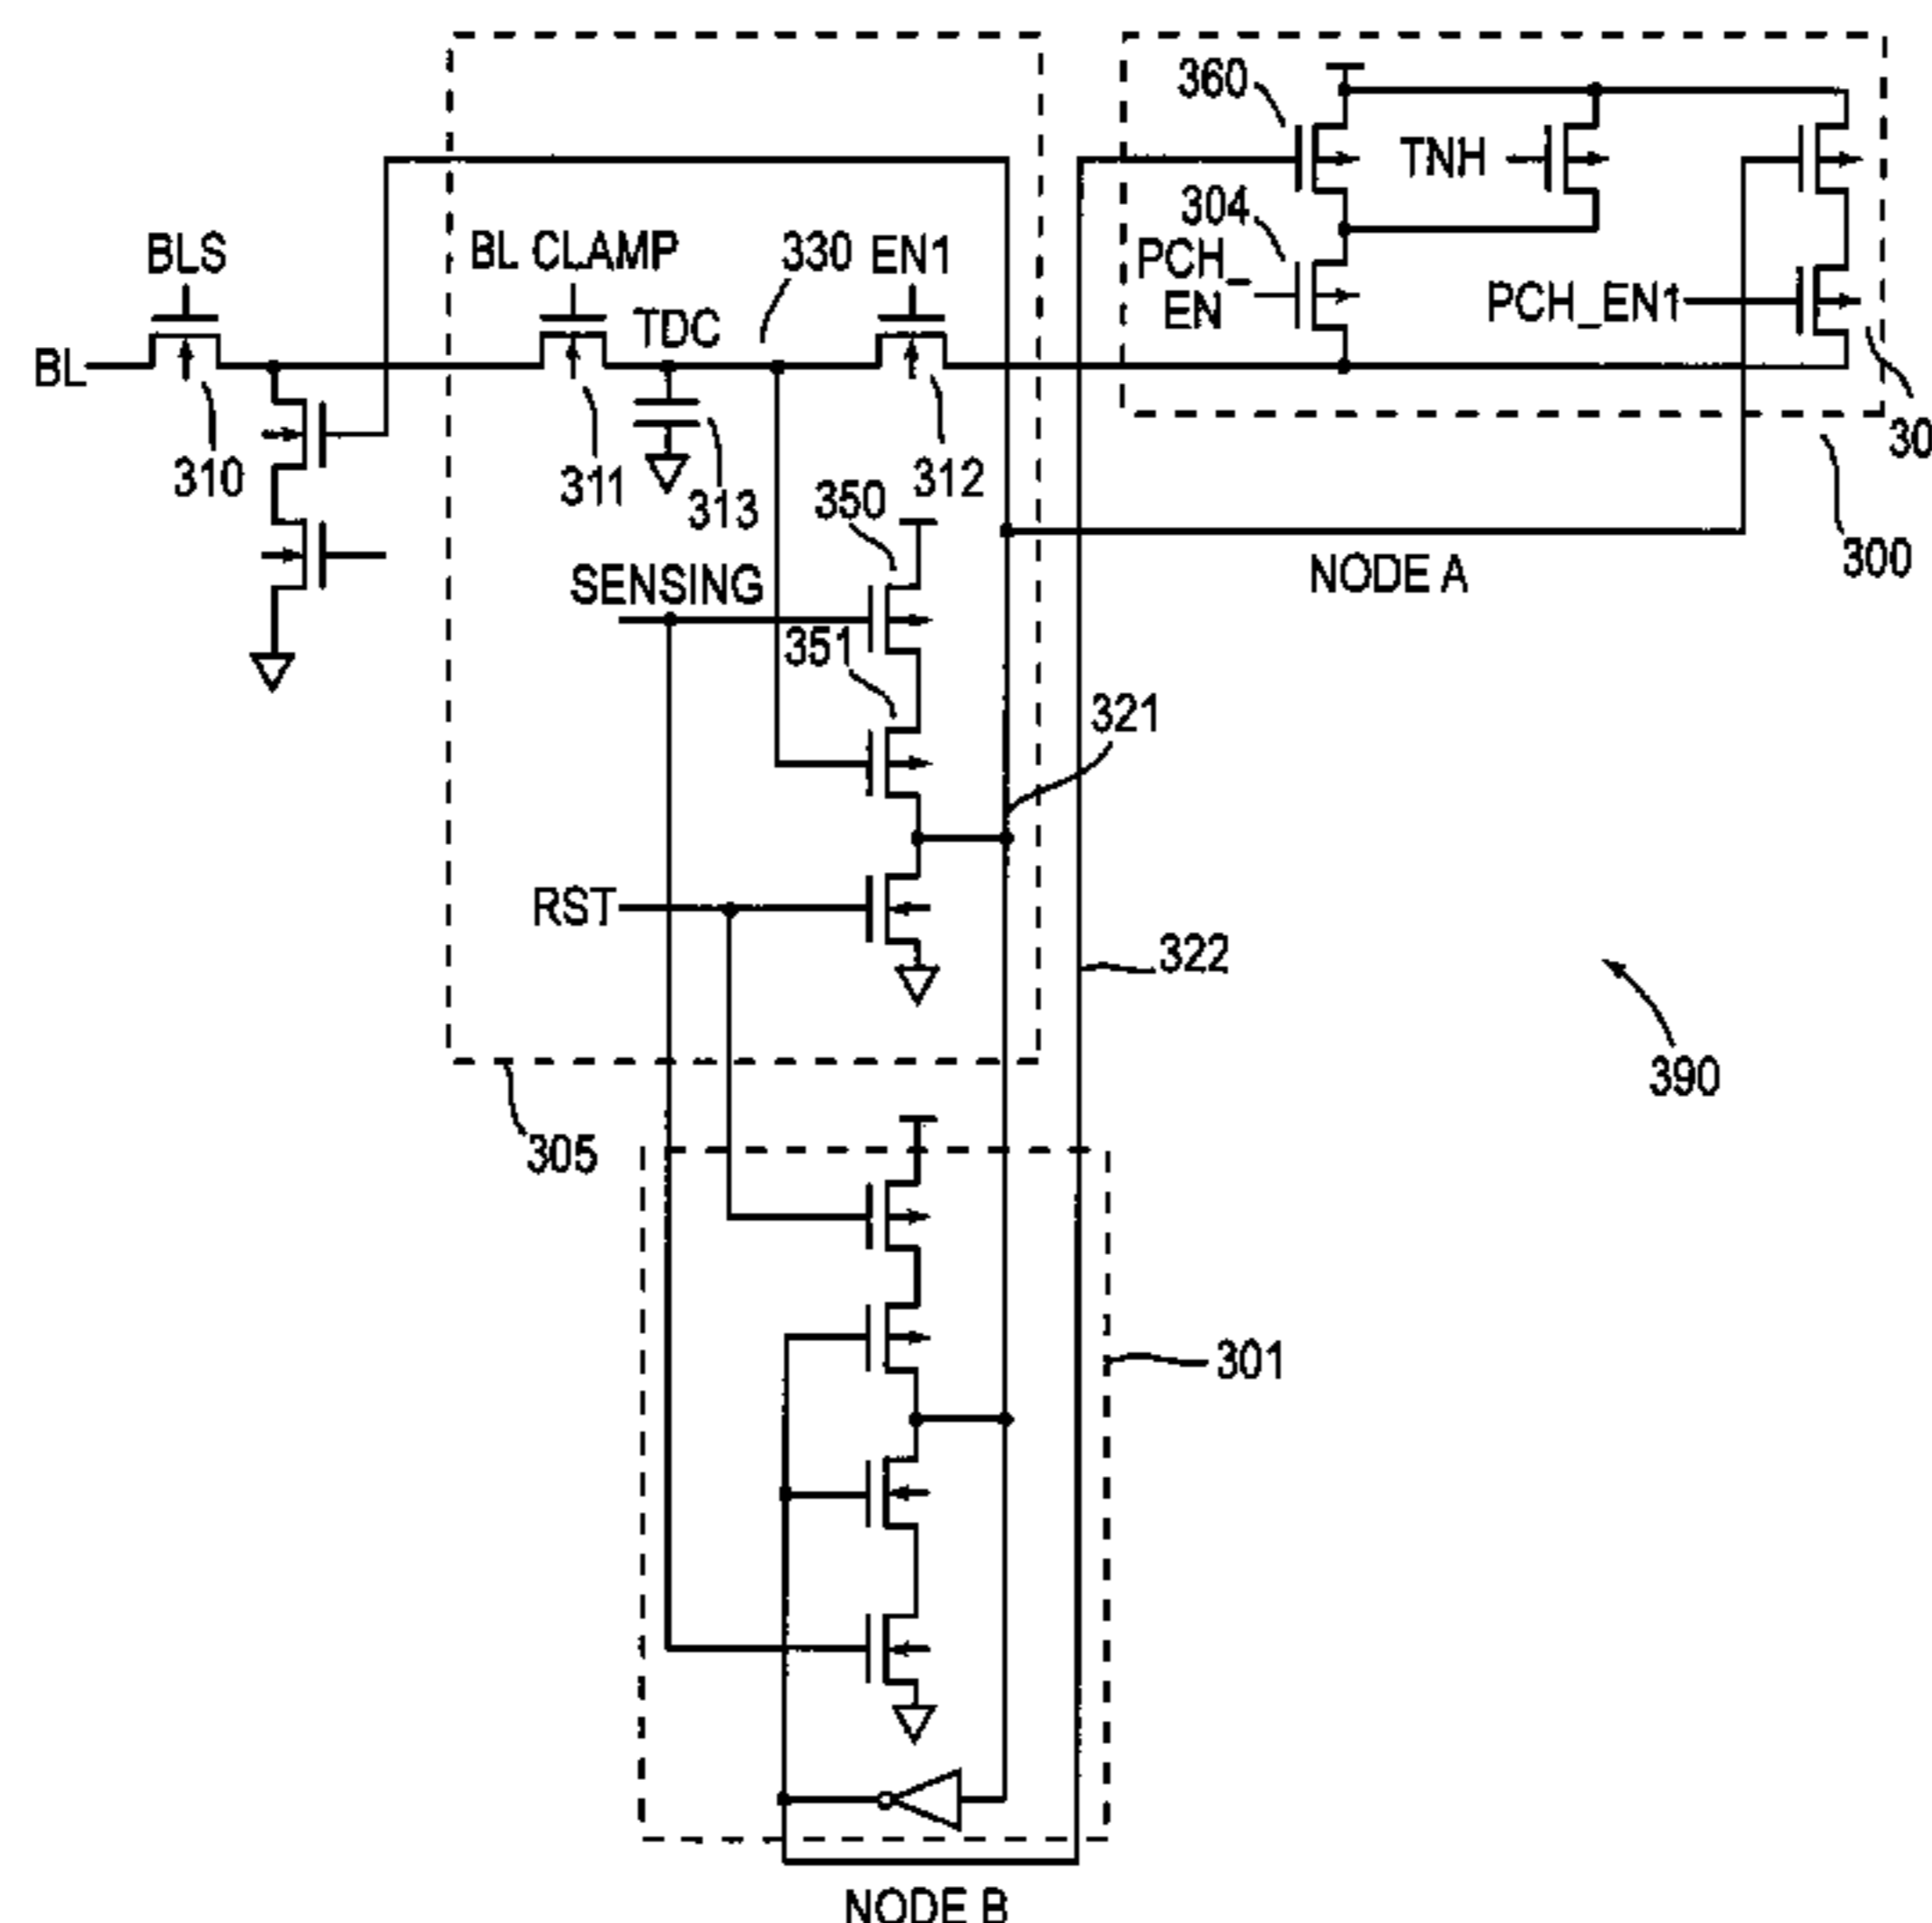 360
TNH
304
PCH_
EN
PCH_EN1
BLS
BL CLAMP
330
EN1
TDC
BL
310
311
313
312
30
300
350
NODE A
SENSING
351
321
RST
322
390
305
301
NODE B